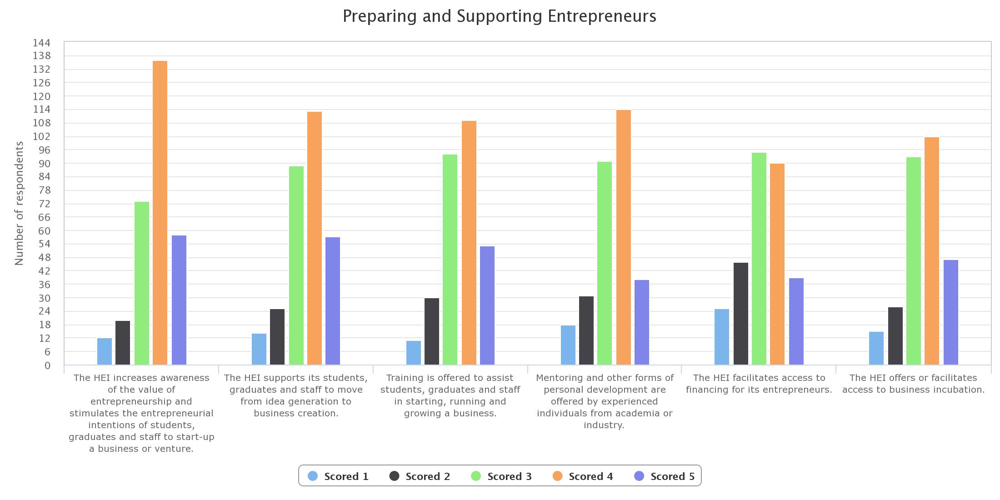 Preparing and Supporting Entrepreneurs
Number of respondents
144
138
132
126
120
114
108
102
96
90
84
78
72
66
60
54
48
42
36
30
24
18
12
6
0
The HEI increases awareness
of the value of
entrepreneurship and
stimulates the entrepreneurial
intentions of students,
graduates and staff to start-up
a business or venture.
The HEI supports its students,
graduates and staff to move
from idea generation to
business creation.
Training is offered to assist
students, graduates and staff
in starting, running and
growing a business.
Mentoring and other forms of
personal development are
offered by experienced
individuals from academia or
industry.
The HEI facilitates access to
financing for its entrepreneurs.
The HEI offers or facilitates
access to business incubation.
Scored 1 Scored 2 Scored 3 Scored 4 Scored 5